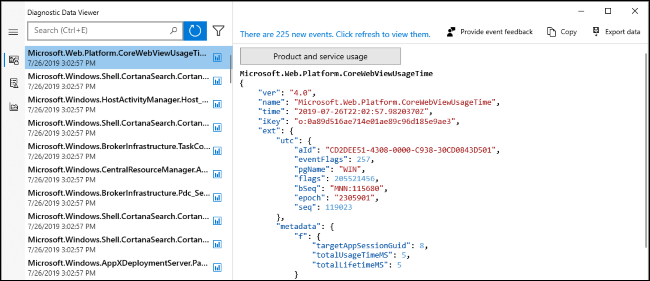 Diagnostic Data Viewer
Search (Ctrl+E)
Microsoft.Web.Platform.CoreWebViewUsageTi...
7/26/2019 3:02:57 PM
Microsoft.Windows.Shell.CortanaSearch.Cortan...
7/26/2019 3:02:57 PM
Microsoft.Windows.HostActivityManager.Host_...
7/26/2019 3:02:57 PM
Microsoft.Windows.Shell.CortanaSearch.Cortan...
7/26/2019 3:02:57 PM
Microsoft.Windows.BrokerInfrastructure.TaskCo...
7/26/2019 3:02:57 PM
Microsoft.Windows.CentralResourceManager.A...
7/26/2019 3:02:57 PM
Microsoft.Windows.BrokerInfrastructure.Pdc_Se...
7/26/2019 3:02:57 PM
Microsoft.Windows.Shell.CortanaSearch.Cortan...
7/26/2019 3:02:57 PM
Microsoft.Windows.Shell.CortanaSearch.Cortan...
7/26/2019 3:02:57 PM
Microsoft.Windows.AppXDeploymentServer.Pa...
7/26/2019 3:02:57 PM
There are 225 new events. Click refresh to view them.
Provide event feedback
Copy
Export data
Product and service usage
Microsoft.Web.Platform.CoreWebViewUsageTime
{
"ver": "4.0",
"name": "Microsoft.Web.Platform.CoreWebViewUsageTime",
"time": "2019-07-26T22:02:57.9820370Z",
"iKey": "o:0a89d516ae714e01ae89c96d185e9ae3",
"ext": {
"utc": {
"aId": "CD2DEE51-4308-0000-C938-30CD0843D501",
"eventFlags": 257,
"pgName": "WIN",
"flags": 205521456,
"bSeq": "MNN:115680",
"epoch": "2305901",
"seq": 119023
},
"metadata": {
"f": {
"targetAppSessionGuid": 8,
"totalUsageTimeMS": 5,
"totalLifetimeMS": 5
}